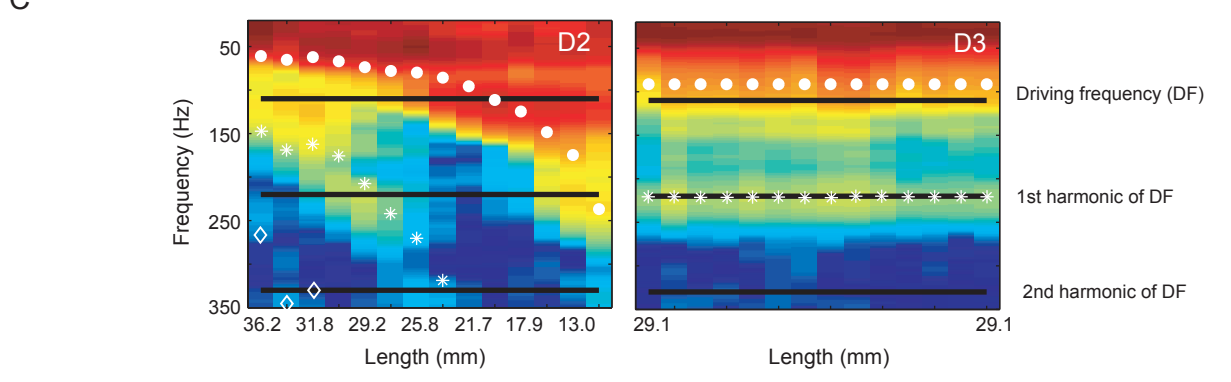 C
D2
D3
50
150
250
350
Frequency (Hz)
36.2 31.8 29.2 25.8 21.7 17.9 13.0
Length (mm)
29.1 29.1
Length (mm)
Driving frequency (DF)
1st harmonic of DF
2nd harmonic of DF